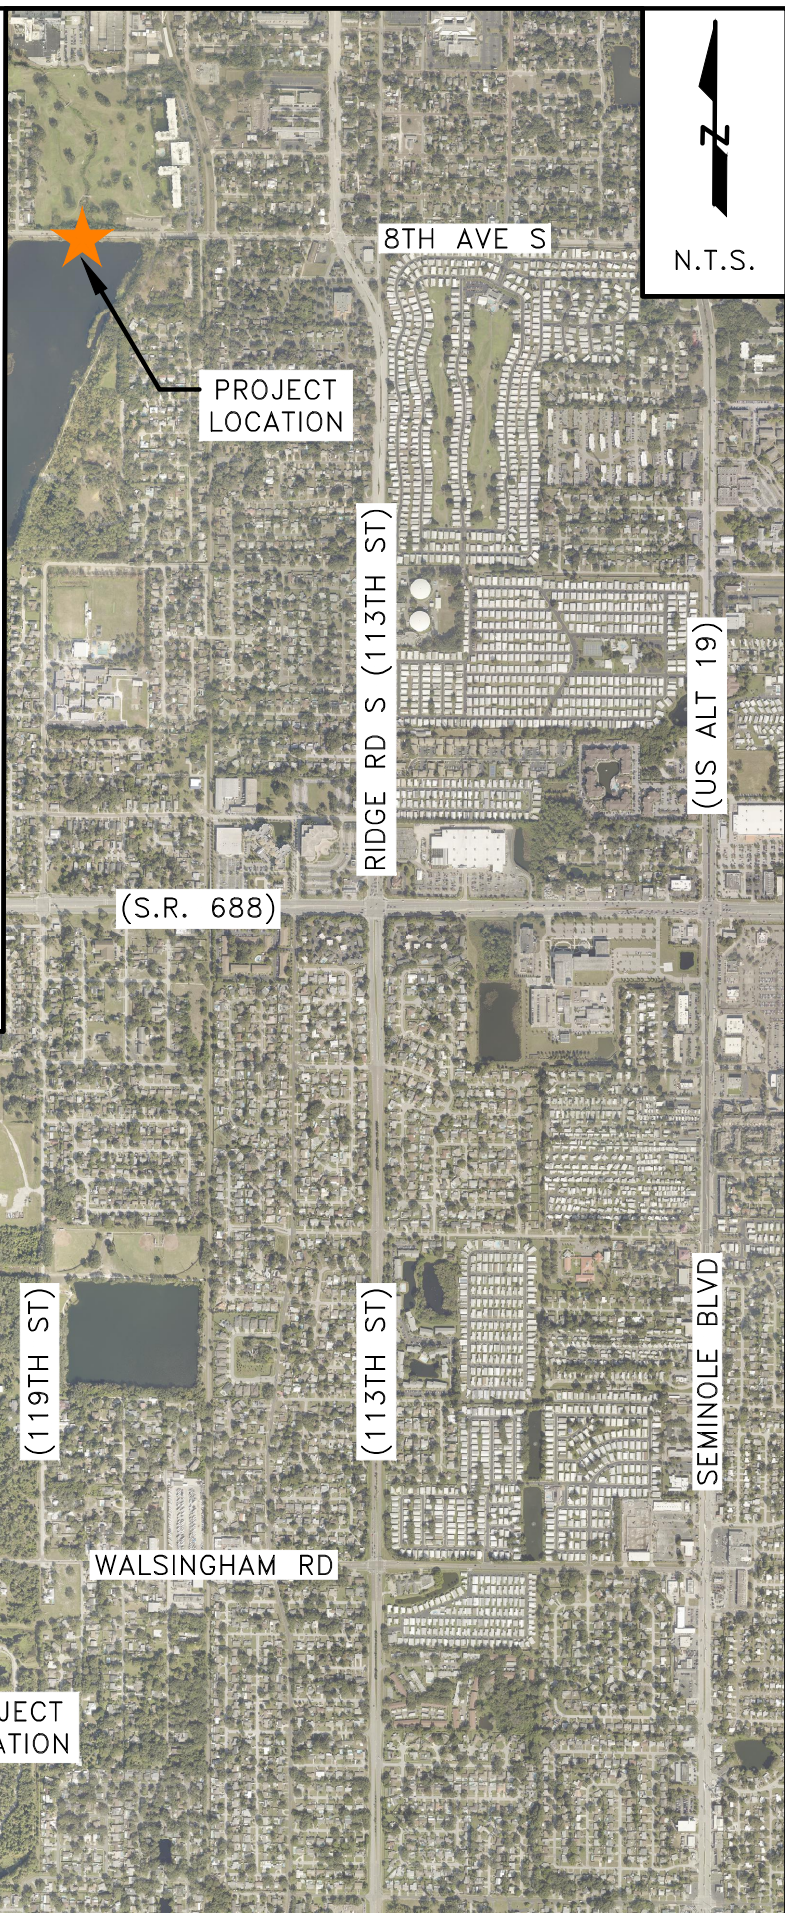 N
N.T.S.
8TH AVE S
PROJECT
LOCATION
RIDGE RD S (113TH ST)
(US ALT 19)
(S.R. 688)
(119TH ST)
(113TH ST)
SEMINOLE BLVD
WALSINGHAM RD
JECT
ATION